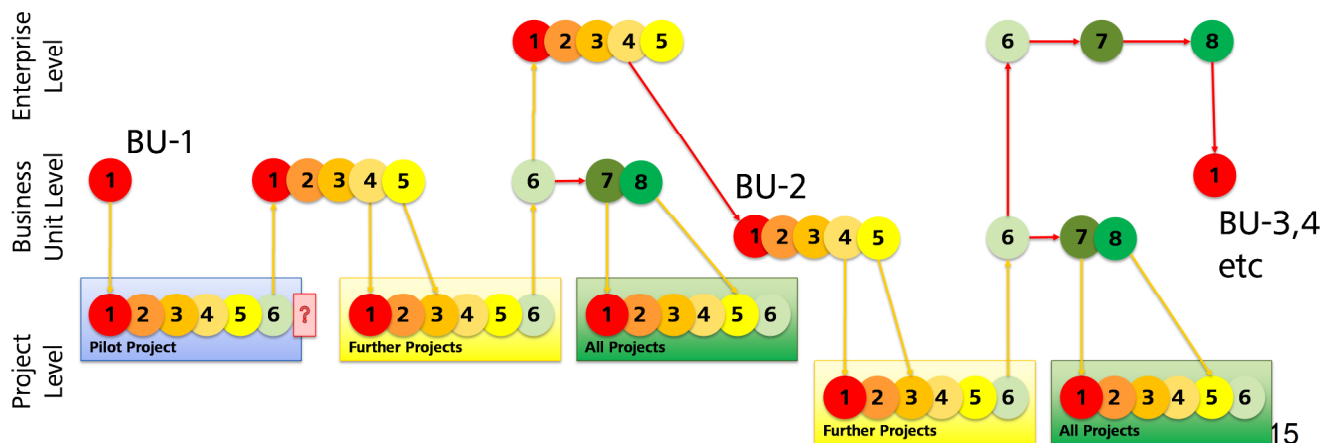 Enterprise
Level
1 2 3 4 5
6 7 8
BU-1
Business
Unit Level
1
1 2 3 4 5
6 7 8
1
BU-2
1 2 3 4 5
6 7 8
BU-3,4
etc
Project
Level
1 2 3 4 5 6 ?
Pilot Project
1 2 3 4 5 6
Further Projects
1 2 3 4 5 6
All Projects
1 2 3 4 5 6
Further Projects
1 2 3 4 5 6
All Projects
15